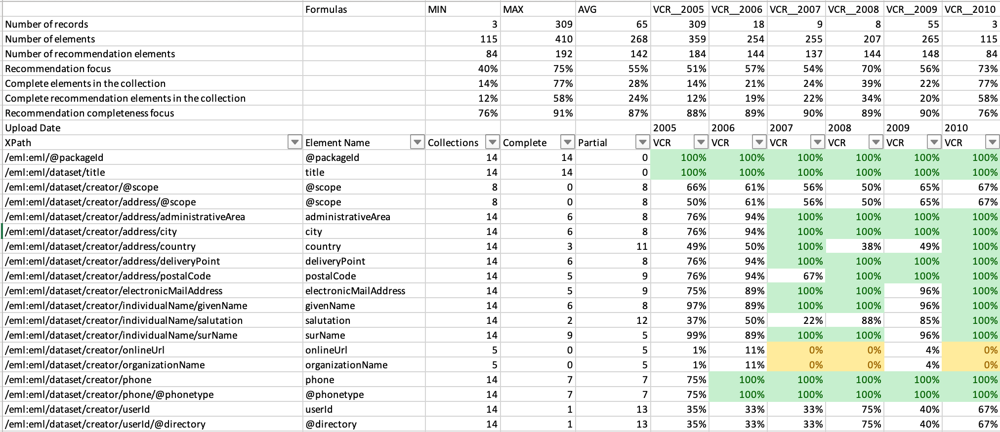 Formulas MIN MAX AVG VCR__2005 VCR__2006 VCR__2007 VCR__2008 VCR__2009 VCR__2010
Number of records 3 309 65 309 18 9 8 55 3
Number of elements 115 410 268 359 254 255 207 265 115
Number of recommendation elements 84 192 142 184 144 137 144 148 84
Recommendation focus 40% 75% 55% 51% 57% 54% 70% 56% 73%
Complete elements in the collection 14% 77% 28% 14% 21% 24% 39% 22% 77%
Complete recommendation elements in the collection 12% 58% 24% 12% 19% 22% 34% 20% 58%
Recommendation completeness focus 76% 91% 87% 88% 89% 90% 89% 90% 76%
Upload Date 2005 2006 2007 2008 2009 2010
XPath Element Name Collections Complete Partial VCR VCR VCR VCR VCR VCR
/eml:eml/@packageId @packageId 14 14 0 100% 100% 100% 100% 100% 100%
/eml:eml/dataset/title title 14 14 0 100% 100% 100% 100% 100% 100%
/eml:eml/dataset/creator/@scope @scope 8 0 8 66% 61% 56% 50% 65% 67%
/eml:eml/dataset/creator/address/@scope @scope 8 0 8 50% 61% 56% 50% 65% 67%
/eml:eml/dataset/creator/address/administrativeArea administrativeArea 14 6 8 76% 94% 100% 100% 100% 100%
/eml:eml/dataset/creator/address/city city 14 6 8 76% 94% 100% 100% 100% 100%
/eml:eml/dataset/creator/address/country country 14 3 11 49% 50% 100% 38% 49% 100%
/eml:eml/dataset/creator/address/deliveryPoint deliveryPoint 14 6 8 76% 94% 100% 100% 100% 100%
/eml:eml/dataset/creator/address/postalCode postalCode 14 5 9 76% 94% 67% 100% 100% 100%
/eml:eml/dataset/creator/electronicMailAddress electronicMailAddress 14 5 9 75% 89% 100% 100% 96% 100%
/eml:eml/dataset/creator/individualName/givenName givenName 14 6 8 97% 89% 100% 100% 96% 100%
/eml:eml/dataset/creator/individualName/salutation salutation 14 2 12 37% 50% 22% 88% 85% 100%
/eml:eml/dataset/creator/individualName/surName surName 14 9 5 99% 89% 100% 100% 96% 100%
/eml:eml/dataset/creator/onlineUrl onlineUrl 5 0 5 1% 11% 0% 0% 4% 0%
/eml:eml/dataset/creator/organizationName organizationName 5 0 5 1% 11% 0% 0% 4% 0%
/eml:eml/dataset/creator/phone phone 14 7 7 75% 100% 100% 100% 100% 100%
/eml:eml/dataset/creator/phone/@phonetype @phonetype 14 7 7 75% 100% 100% 100% 100% 100%
/eml:eml/dataset/creator/userId userId 14 1 13 35% 33% 33% 75% 40% 67%
/eml:eml/dataset/creator/userId/@directory @directory 14 1 13 35% 33% 33% 75% 40% 67%